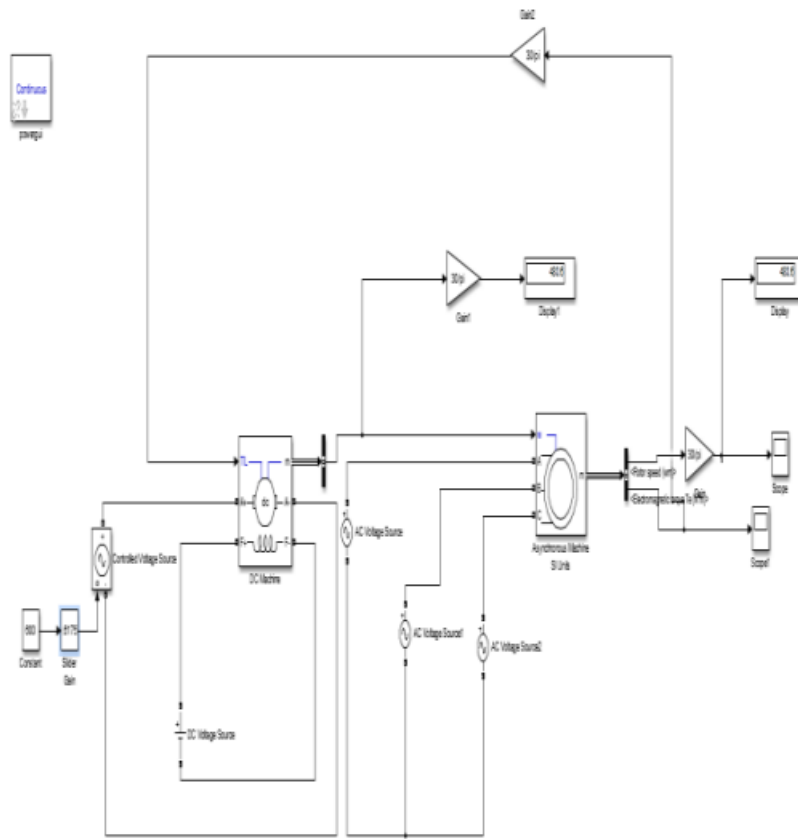 Gain2
30/pi
Continuous
powergui
30/pi
Gain1
480.6
Display1
480.6
Display
TL
m
dc
A+
A-
F+
F-
DC Machine
w
A
B
C
m
Asynchronous Machine
SI Units
<Rotor speed (wm)>
30/pi
<Electromagnetic torque Te (N*m)>
Scope
Scope1
AC Voltage Source
Controlled Voltage Source
Constant
Slider
Gain
AC Voltage Source1
AC Voltage Source2
DC Voltage Source